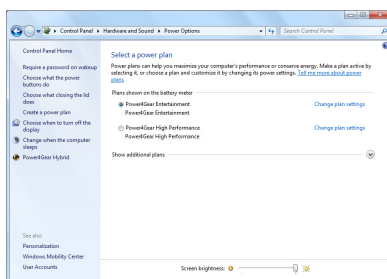 Control Panel ▸ Hardware and Sound ▸ Power Options
Search Control Panel
Control Panel Home
Require a password on wakeup
Choose what the power
buttons do
Choose what closing the lid
does
Create a power plan
Choose when to turn off the
display
Change when the computer
sleeps
Power4Gear Hybrid
See also
Personalization
Windows Mobility Center
User Accounts
Select a power plan
Power plans can help you maximize your computer's performance or conserve energy. Make a plan active by
selecting it, or choose a plan and customize it by changing its power settings. Tell me more about power
plans
Plans shown on the battery meter
Power4Gear Entertainment Change plan settings
Power4Gear Entertainment
Power4Gear High Performance Change plan settings
Power4Gear High Performance
Show additional plans
Screen brightness: